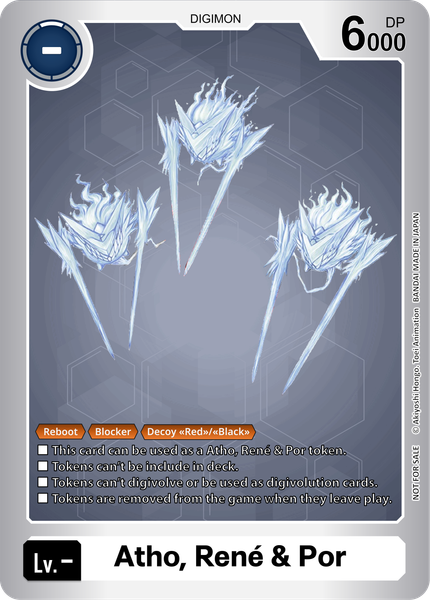 DIGIMON
-
DP
6000
Reboot Blocker Decoy «Red»/«Black»
This card can be used as a Atho, René & Por token.
Tokens can't be include in deck.
Tokens can't digivolve or be used as digivolution cards.
Tokens are removed from the game when they leave play.
NOT FOR SALE © Akiyoshi Hongo, Toei Animation BANDAI MADE IN JAPAN
Lv.-
Atho, René & Por